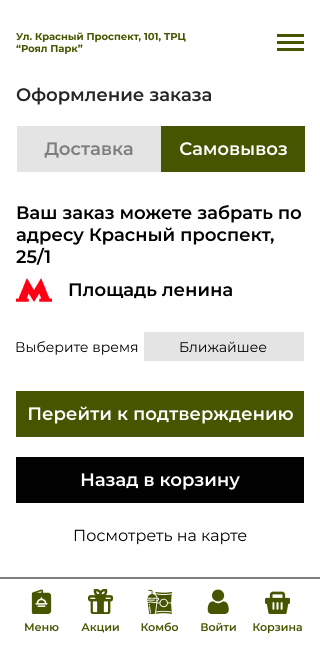 Ул. Красный Проспект, 101, ТРЦ
“Роял Парк”
Оформление заказа
Доставка
Самовывоз
Ваш заказ можете забрать по
адресу Красный проспект,
25/1
Площадь ленина
Выберите время
Ближайшее
Перейти к подтверждению
Назад в корзину
Посмотреть на карте
Меню
Акции
Комбо
Войти
Корзина